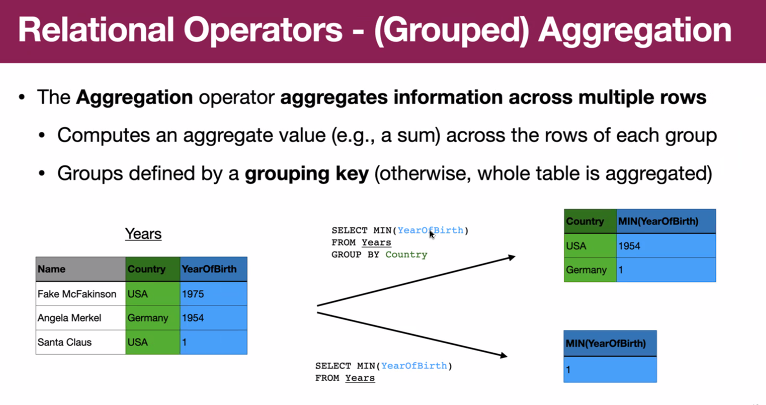 Relational Operators - (Grouped) Aggregation
• The Aggregation operator aggregates information across multiple rows
• Computes an aggregate value (e.g., a sum) across the rows of each group
• Groups defined by a grouping key (otherwise, whole table is aggregated)
Years
Name Country YearOfBirth
Fake McFakinson USA 1975
Angela Merkel Germany 1954
Santa Claus USA 1
SELECT MIN(YearOfBirth)
FROM Years
GROUP BY Country
SELECT MIN(YearOfBirth)
FROM Years
Country MIN(YearOfBirth)
USA 1954
Germany 1
MIN(YearOfBirth)
1